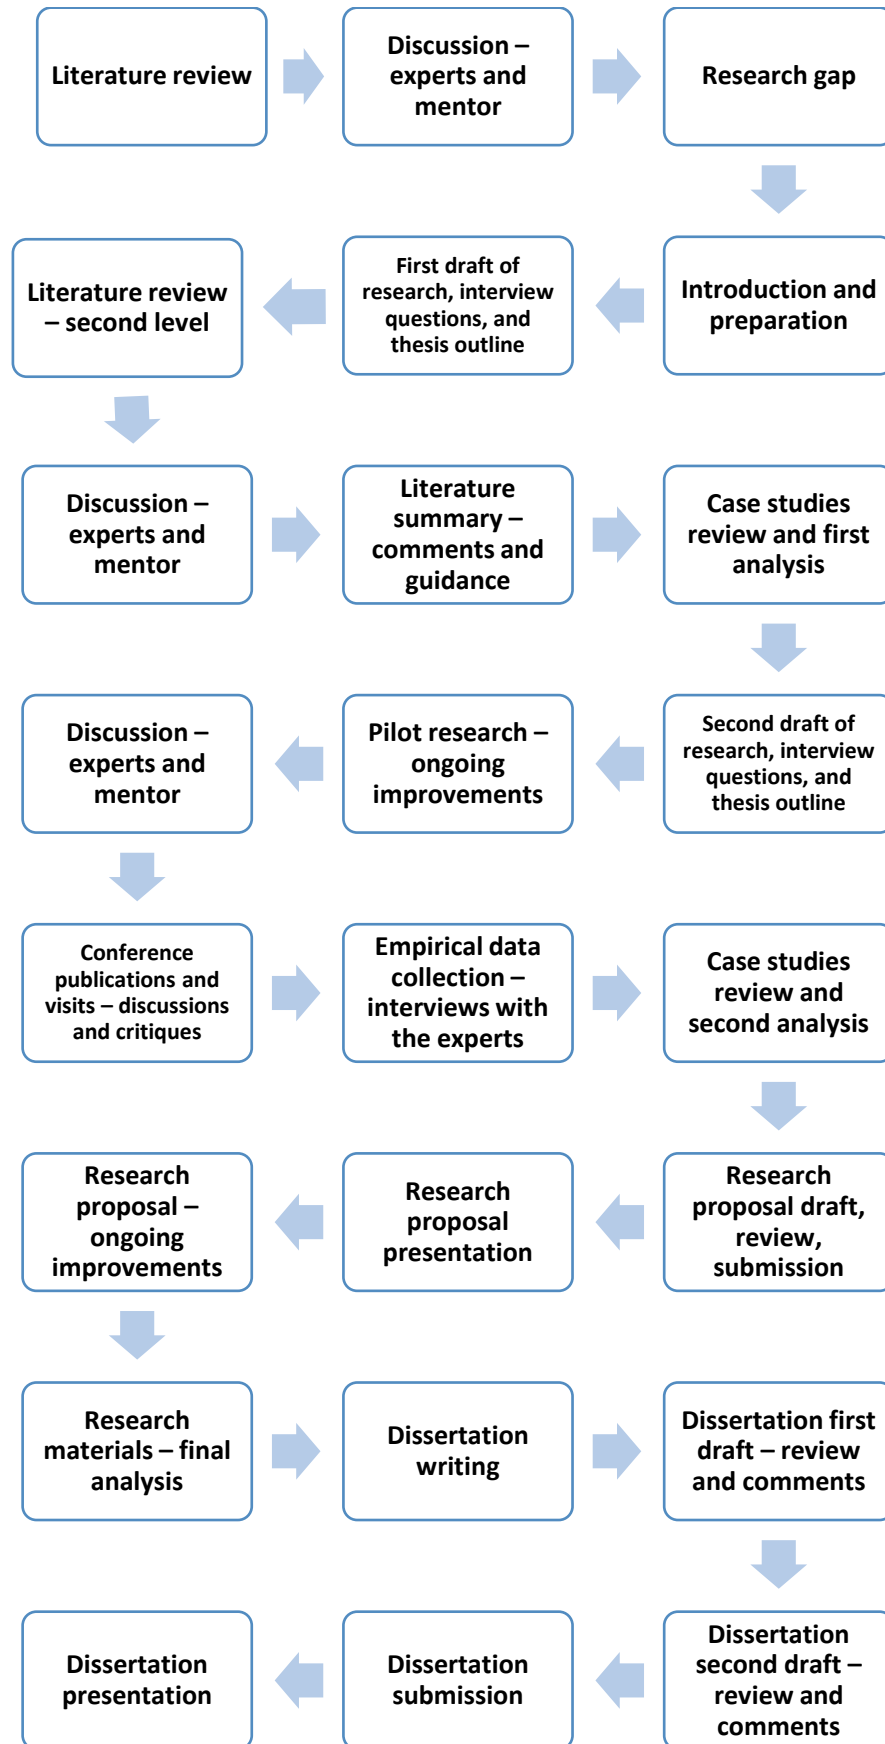 Literature review
Discussion –
experts and
mentor
Research gap
Introduction and
preparation
First draft of
research, interview
questions, and
thesis outline
Literature review
– second level
Discussion –
experts and
mentor
Literature
summary –
comments and
guidance
Case studies
review and first
analysis
Second draft of
research, interview
questions, and
thesis outline
Pilot research –
ongoing
improvements
Discussion –
experts and
mentor
Conference
publications and
visits – discussions
and critiques
Empirical data
collection –
interviews with
the experts
Case studies
review and
second analysis
Research
proposal draft,
review,
submission
Research
proposal
presentation
Research
proposal –
ongoing
improvements
Research
materials – final
analysis
Dissertation
writing
Dissertation first
draft – review
and comments
Dissertation
second draft –
review and
comments
Dissertation
submission
Dissertation
presentation